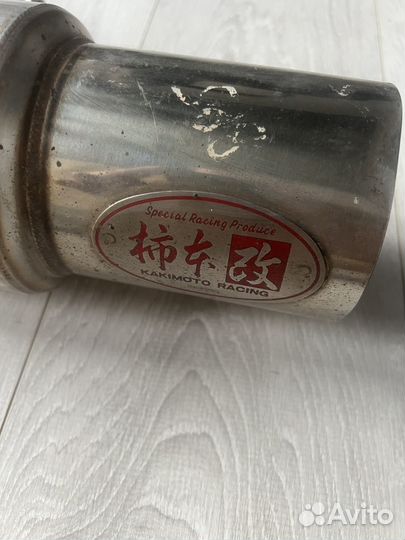 Special Racing Produce
柿本改
KAKIMOTO RACING
Avito